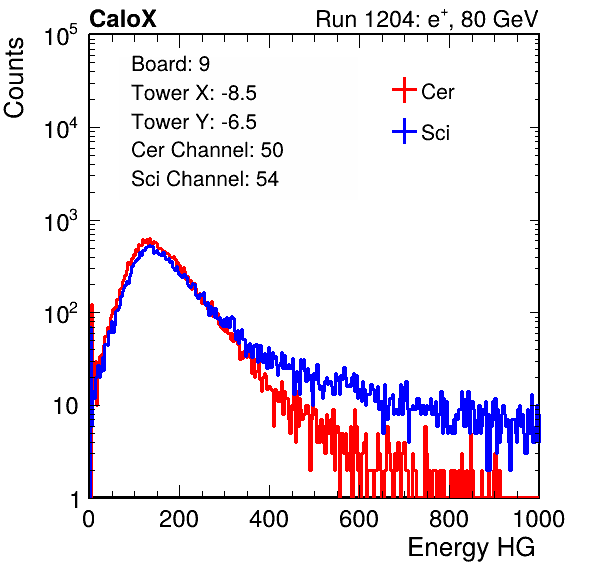 CaloX Run 1204: e⁺, 80 GeV
Counts
Board: 9
Tower X: -8.5
Tower Y: -6.5
Cer Channel: 50
Sci Channel: 54
Cer
Sci
10⁵
10⁴
10³
10²
10
1
0 200 400 600 800 1000
Energy HG